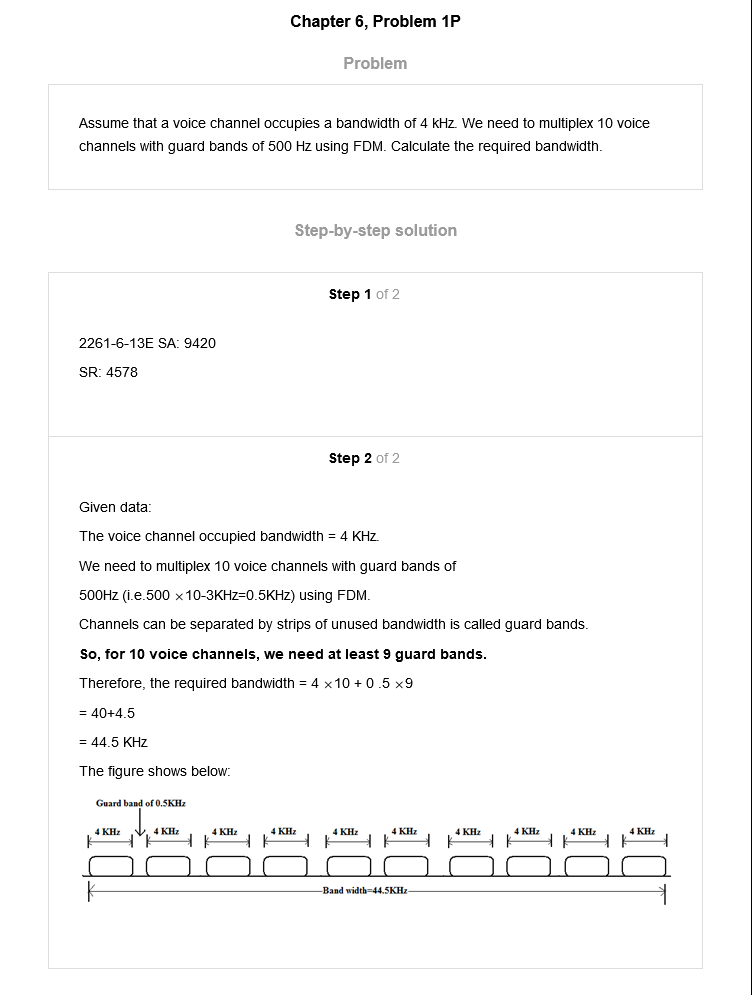 Chapter 6, Problem 1P
Problem
Assume that a voice channel occupies a bandwidth of 4 kHz. We need to multiplex 10 voice
channels with guard bands of 500 Hz using FDM. Calculate the required bandwidth.
Step-by-step solution
Step 1 of 2
2261-6-13E SA: 9420
SR: 4578
Step 2 of 2
Given data:
The voice channel occupied bandwidth = 4 KHz.
We need to multiplex 10 voice channels with guard bands of
500Hz (i.e.500 ×10-3KHz=0.5KHz) using FDM.
Channels can be separated by strips of unused bandwidth is called guard bands.
So, for 10 voice channels, we need at least 9 guard bands.
Therefore, the required bandwidth = 4 ×10 + 0 .5 ×9
= 40+4.5
= 44.5 KHz
The figure shows below:
Guard band of 0.5KHz
4 KHz 4 KHz 4 KHz 4 KHz 4 KHz 4 KHz 4 KHz 4 KHz 4 KHz 4 KHz
Band width=44.5KHz